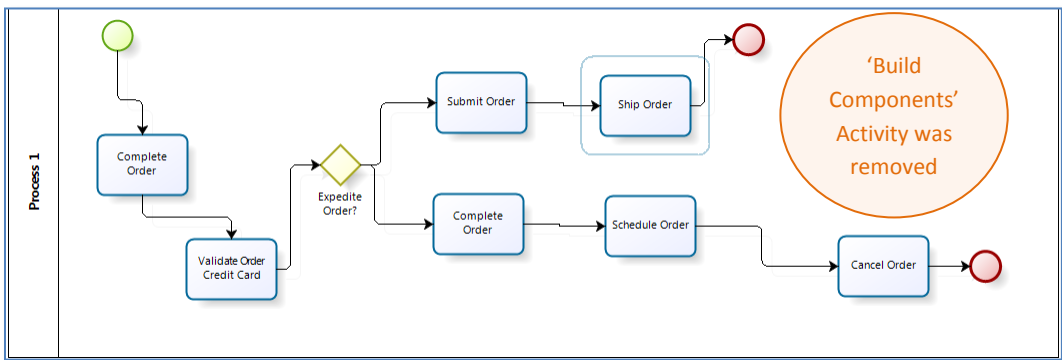 Process 1
Complete
Order
Validate Order
Credit Card
Expedite
Order?
Submit Order
Ship Order
Complete
Order
Schedule Order
Cancel Order
‘Build
Components’
Activity was
removed